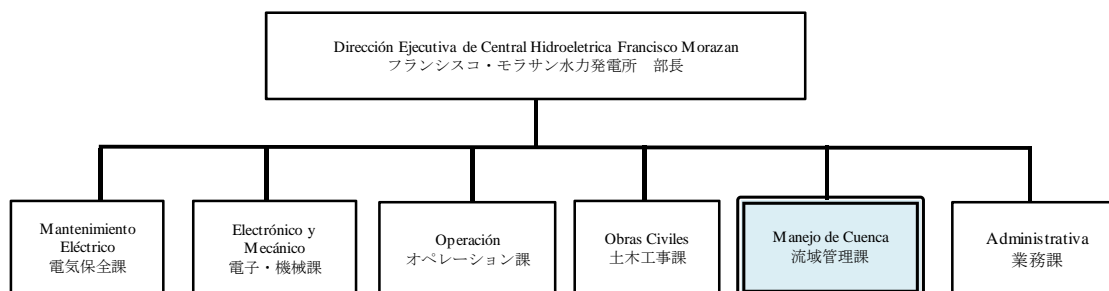 Dirección Ejecutiva de Central Hidroeletrica Francisco Morazan
フランシスコ・モラサン水力発電所　部長
Mantenimiento
Eléctrico
電気保全課
Electrónico y
Mecánico
電子・機械課
Operación
オペレーション課
Obras Civiles
土木工事課
Manejo de Cuenca
流域管理課
Administrativa
業務課